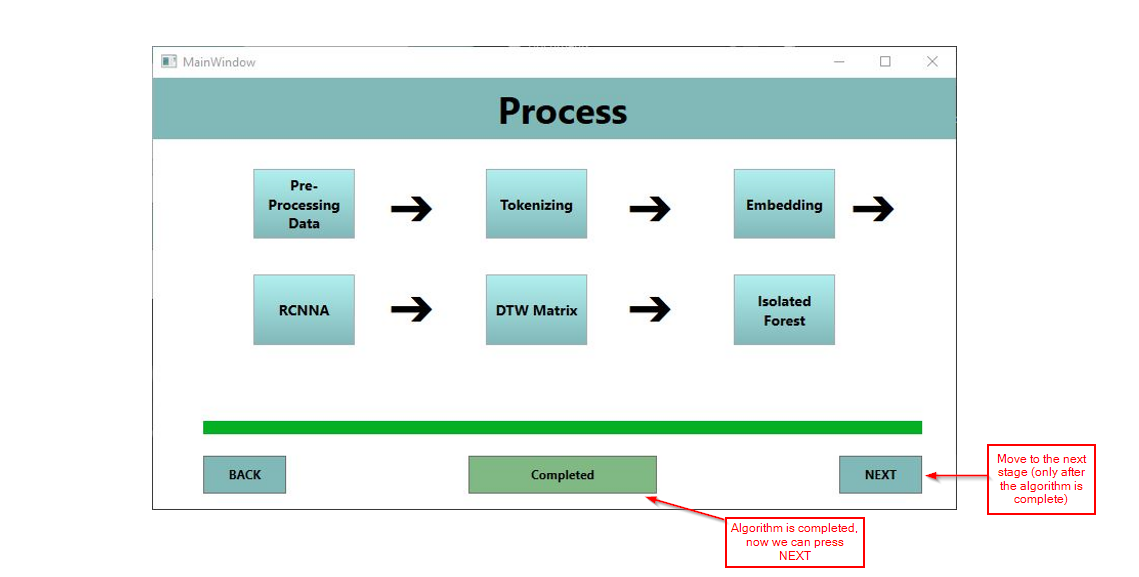 MainWindow
Process
Pre-
Processing
Data
Tokenizing
Embedding
RCNNA
DTW Matrix
Isolated
Forest
BACK
Completed
NEXT
Move to the next
stage (only after
the algorithm is
complete)
Algorithm is completed,
now we can press
NEXT